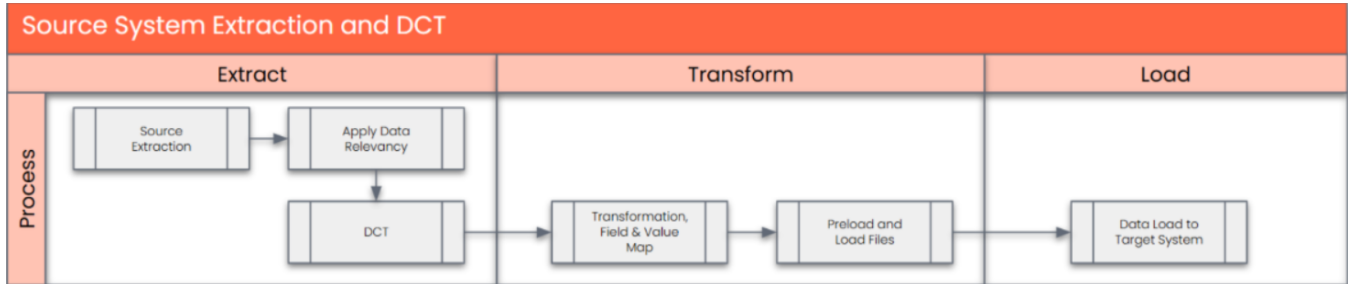 Source System Extraction and DCT
Extract
Transform
Load
Process
Source
Extraction
Apply Data
Relevancy
DCT
Transformation,
Field & Value
Map
Preload and
Load Files
Data Load to
Target System